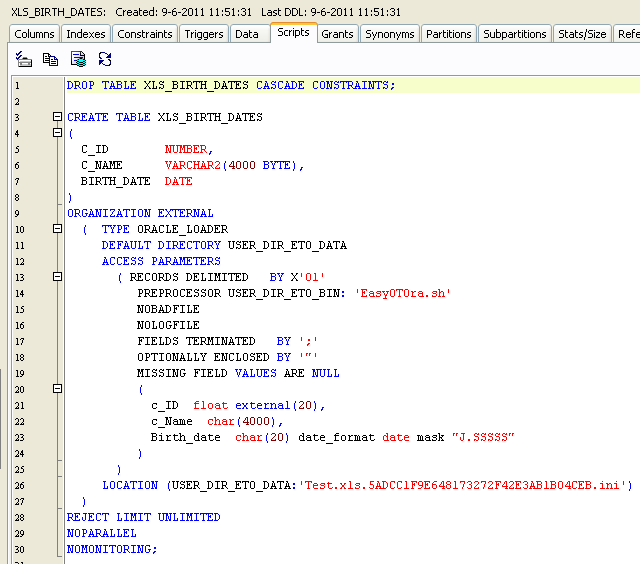 XLS_BIRTH_DATES: Created: 9-6-2011 11:51:31 Last DDL: 9-6-2011 11:51:31
Columns Indexes Constraints Triggers Data Scripts Grants Synonyms Partitions Subpartitions Stats/Size Refe
1 DROP TABLE XLS_BIRTH_DATES CASCADE CONSTRAINTS;
2
3 CREATE TABLE XLS_BIRTH_DATES
4 (
5 C_ID NUMBER,
6 C_NAME VARCHAR2(4000 BYTE),
7 BIRTH_DATE DATE
8 )
9 ORGANIZATION EXTERNAL
10 ( TYPE ORACLE_LOADER
11 DEFAULT DIRECTORY USER_DIR_ETO_DATA
12 ACCESS PARAMETERS
13 ( RECORDS DELIMITED BY X'01'
14 PREPROCESSOR USER_DIR_ETO_BIN: 'EasyOTOra.sh'
15 NOBADFILE
16 NOLOGFILE
17 FIELDS TERMINATED BY ';'
18 OPTIONALLY ENCLOSED BY '"'
19 MISSING FIELD VALUES ARE NULL
20 (
21 c_ID float external(20),
22 c_Name char(4000),
23 Birth_date char(20) date_format date mask "J.SSSSS"
24 )
25 )
26 LOCATION (USER_DIR_ETO_DATA:'Test.xls.5ADCC1F9E648173272F42E3AB1B04CEB.ini')
27 )
28 REJECT LIMIT UNLIMITED
29 NOPARALLEL
30 NOMONITORING;